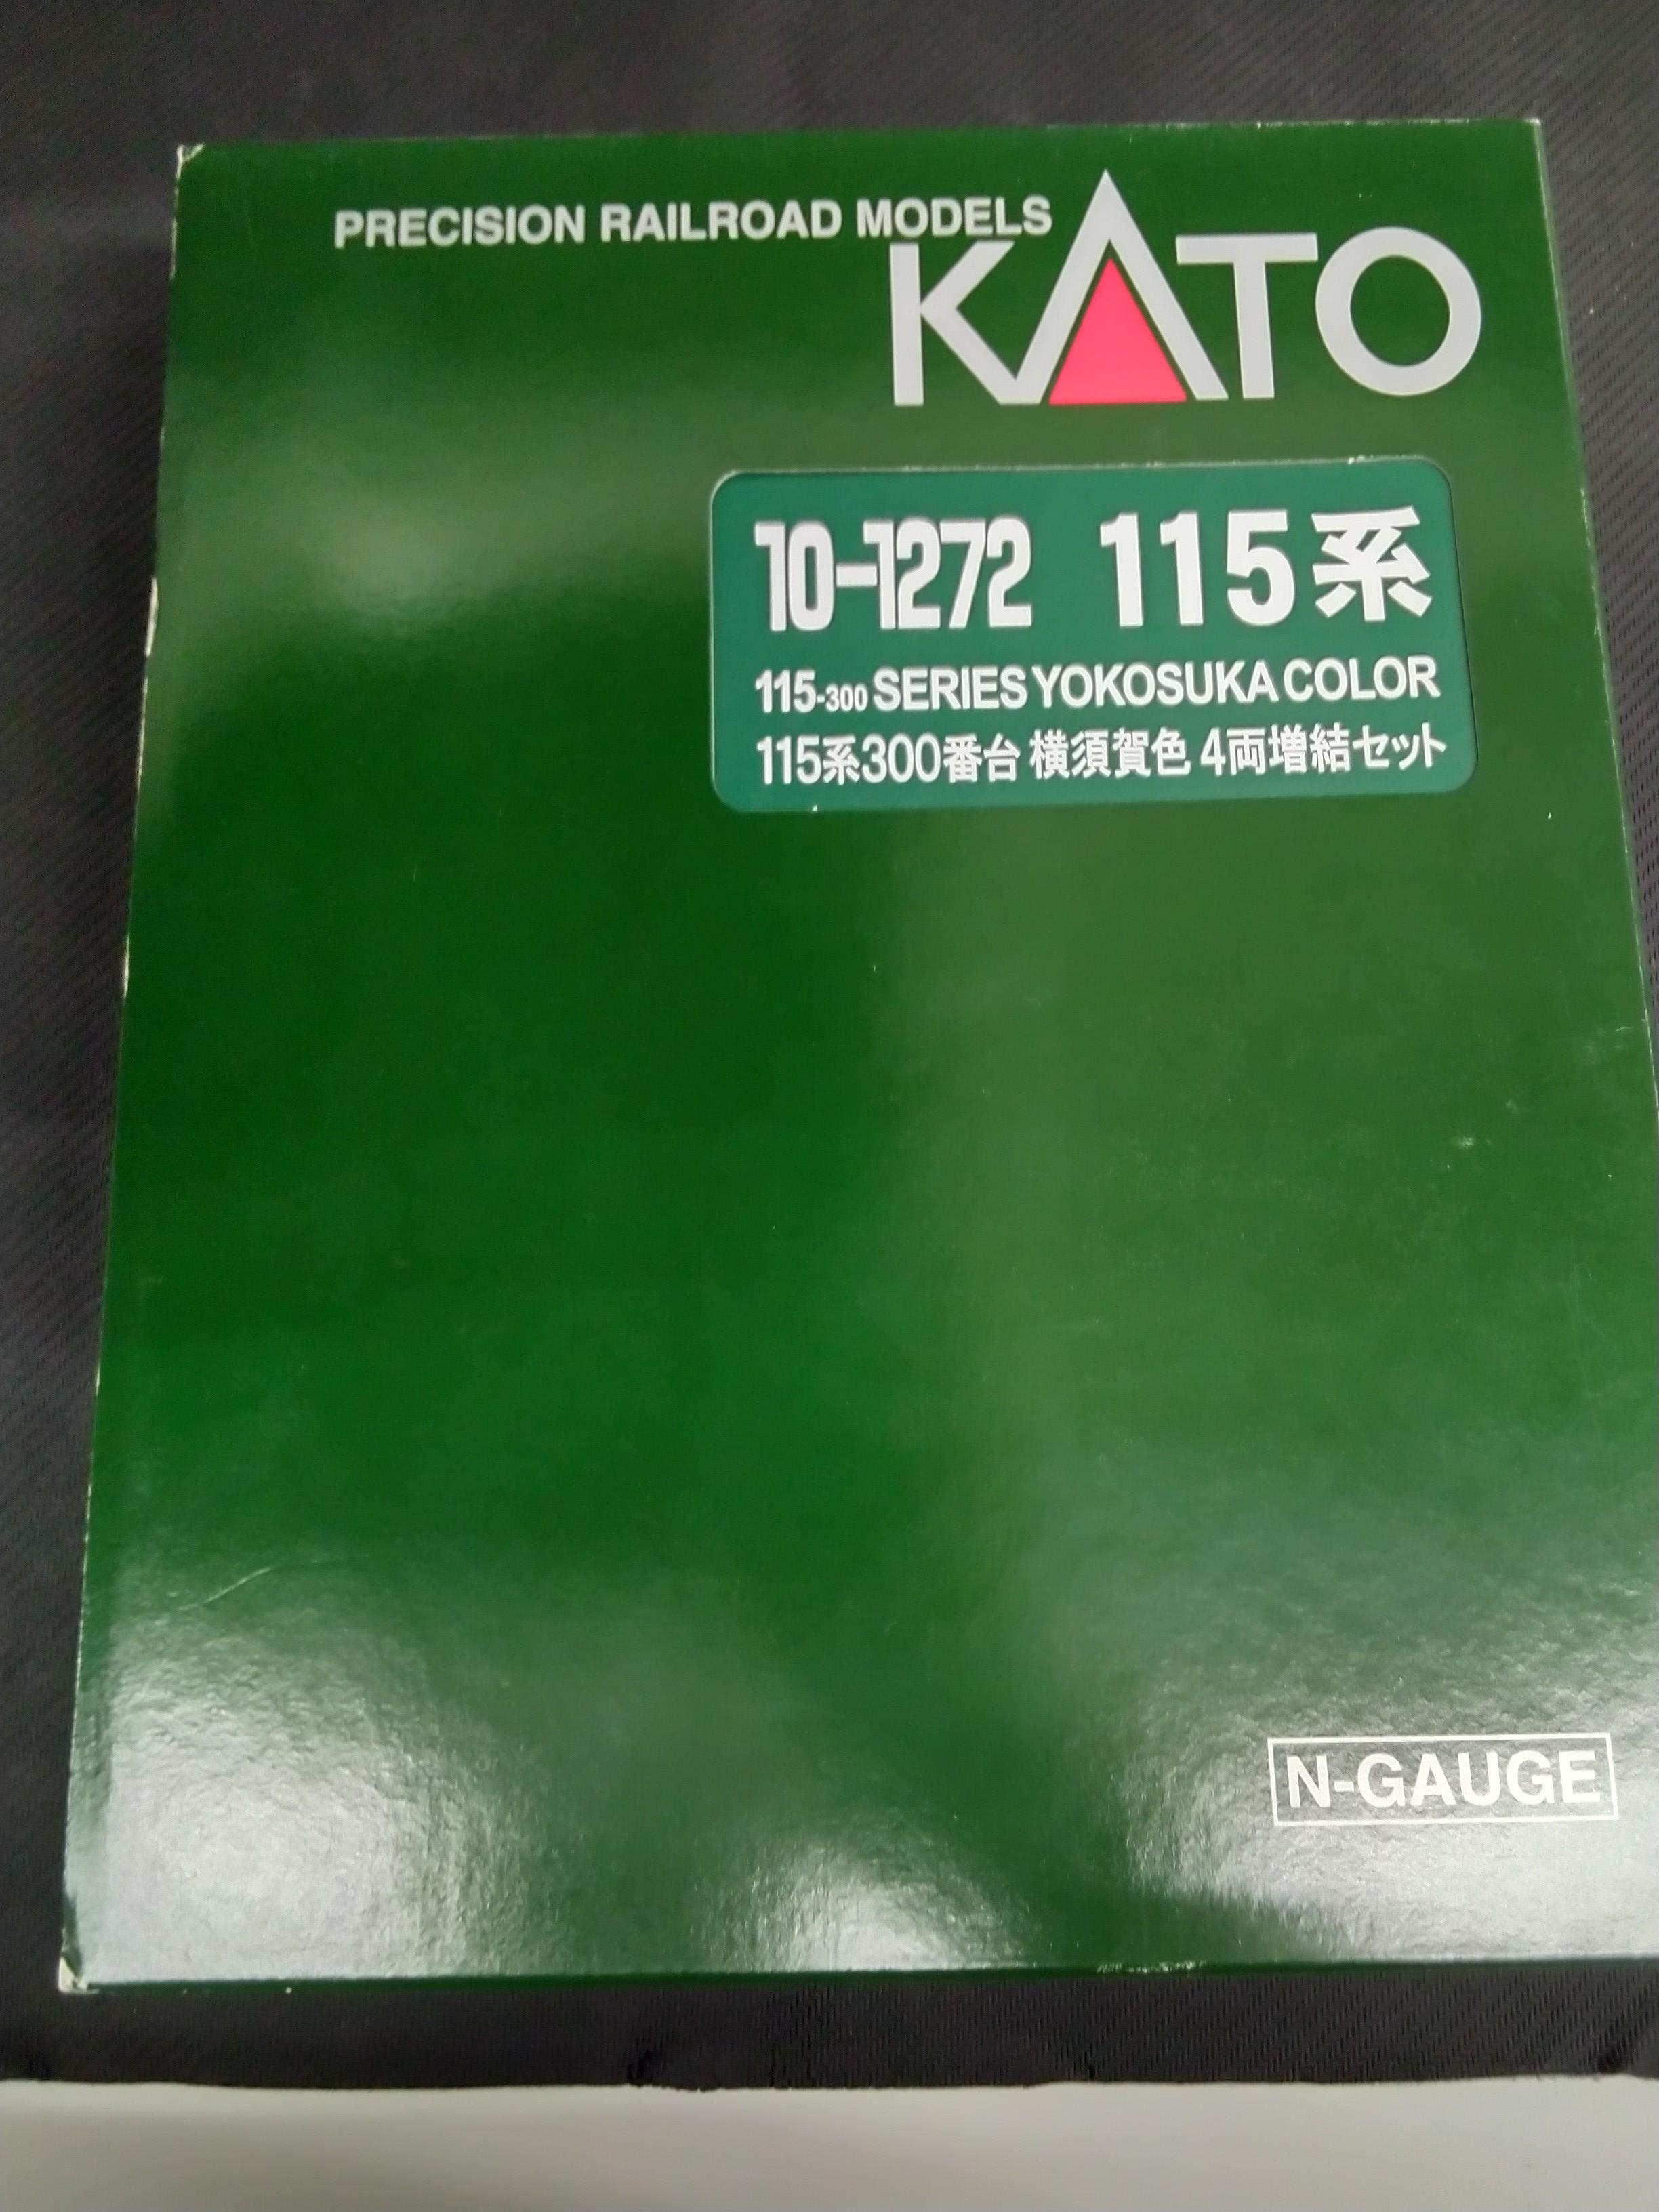 PRECISION RAILROAD MODELS
KATO
10-1272 115系
115-300 SERIES YOKOSUKA COLOR
115系300番台 横須賀色 4両増結セット
N-GAUGE